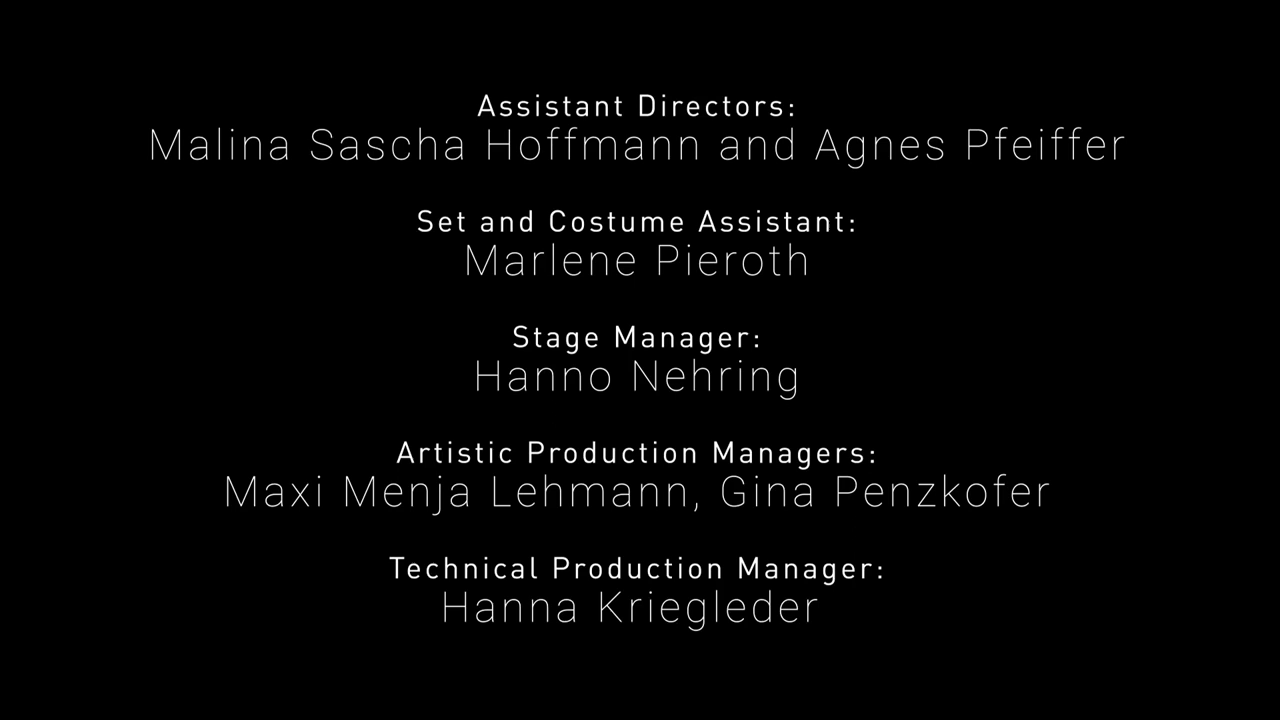 Assistant Directors:
Malina Sascha Hoffmann and Agnes Pfeiffer
Set and Costume Assistant:
Marlene Pieroth
Stage Manager:
Hanno Nehring
Artistic Production Managers:
Maxi Menja Lehmann, Gina Penzkofer
Technical Production Manager:
Hanna Kriegleder